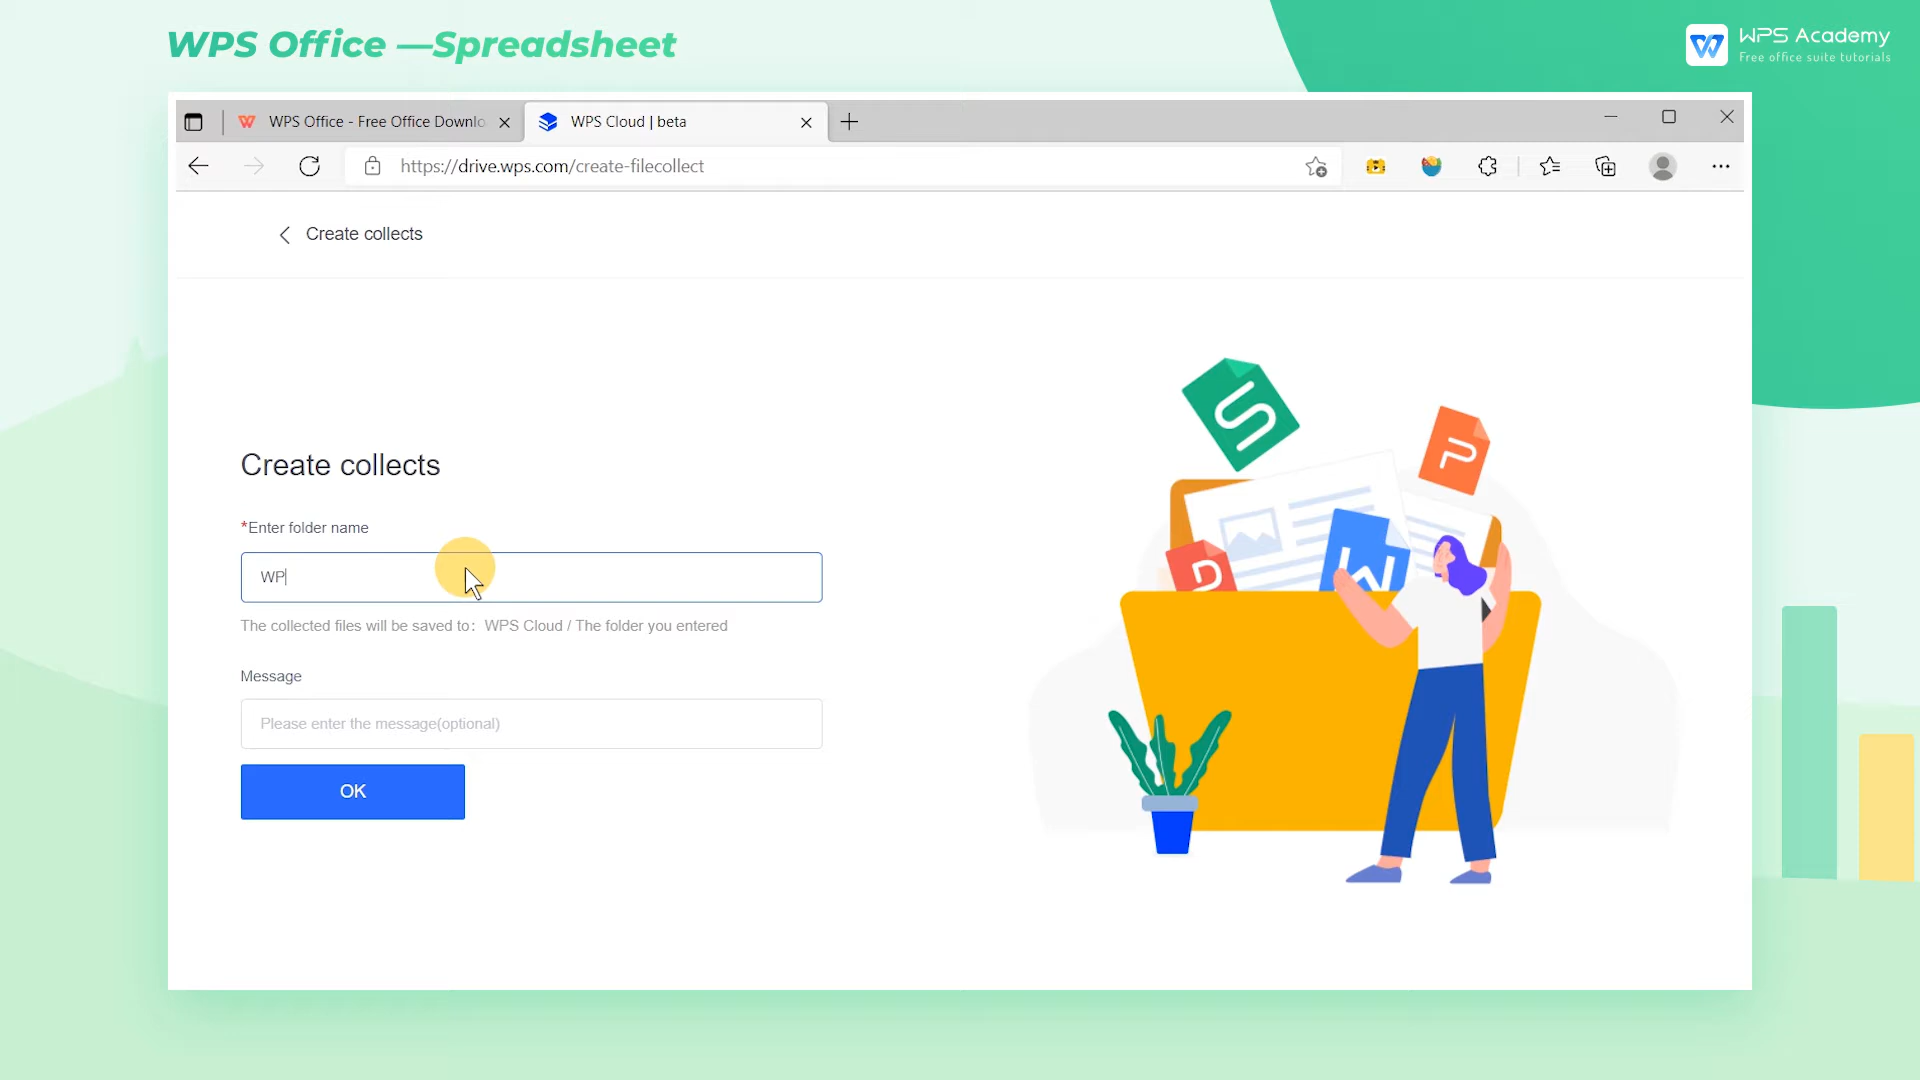 WPS Office —Spreadsheet
WPS Academy
Free office suite tutorials
WPS Office - Free Office Downlo
WPS Cloud | beta
https://drive.wps.com/create-filecollect
Create collects
Create collects
*Enter folder name
WP
The collected files will be saved to: WPS Cloud / The folder you entered
Message
Please enter the message(optional)
OK
S
P
W
D